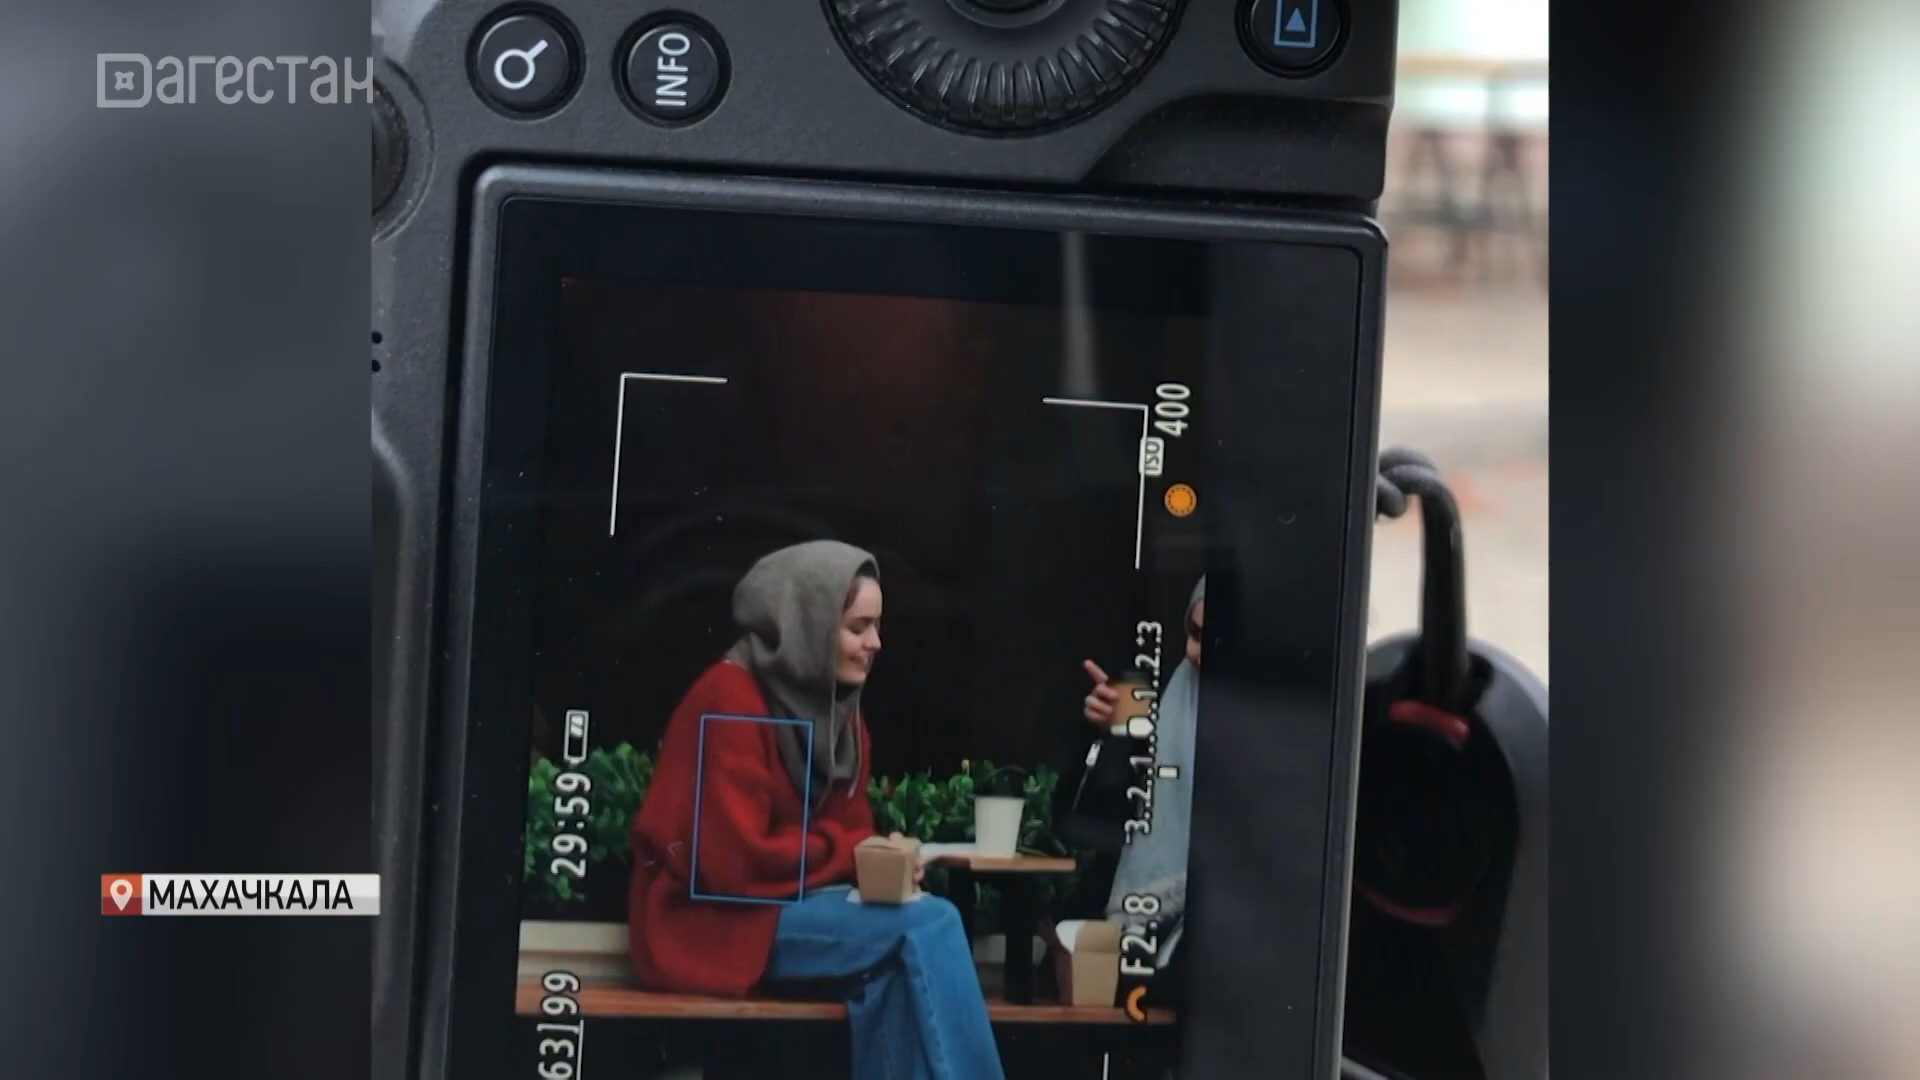 Дагестан
INFO
ISO 400
29:59
-3..2..1..0..1..2..:3
F2.8
МАХАЧКАЛА
63]99